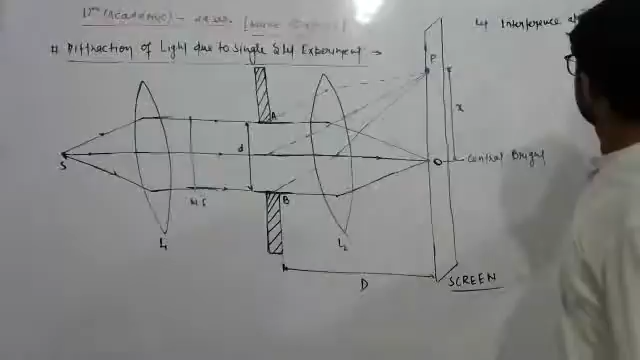 # Diffraction of Light due to Single Slit Experiment →
Interference
P
A
x
d
S
O
Central Bright
B
L1
L2
D
SCREEN